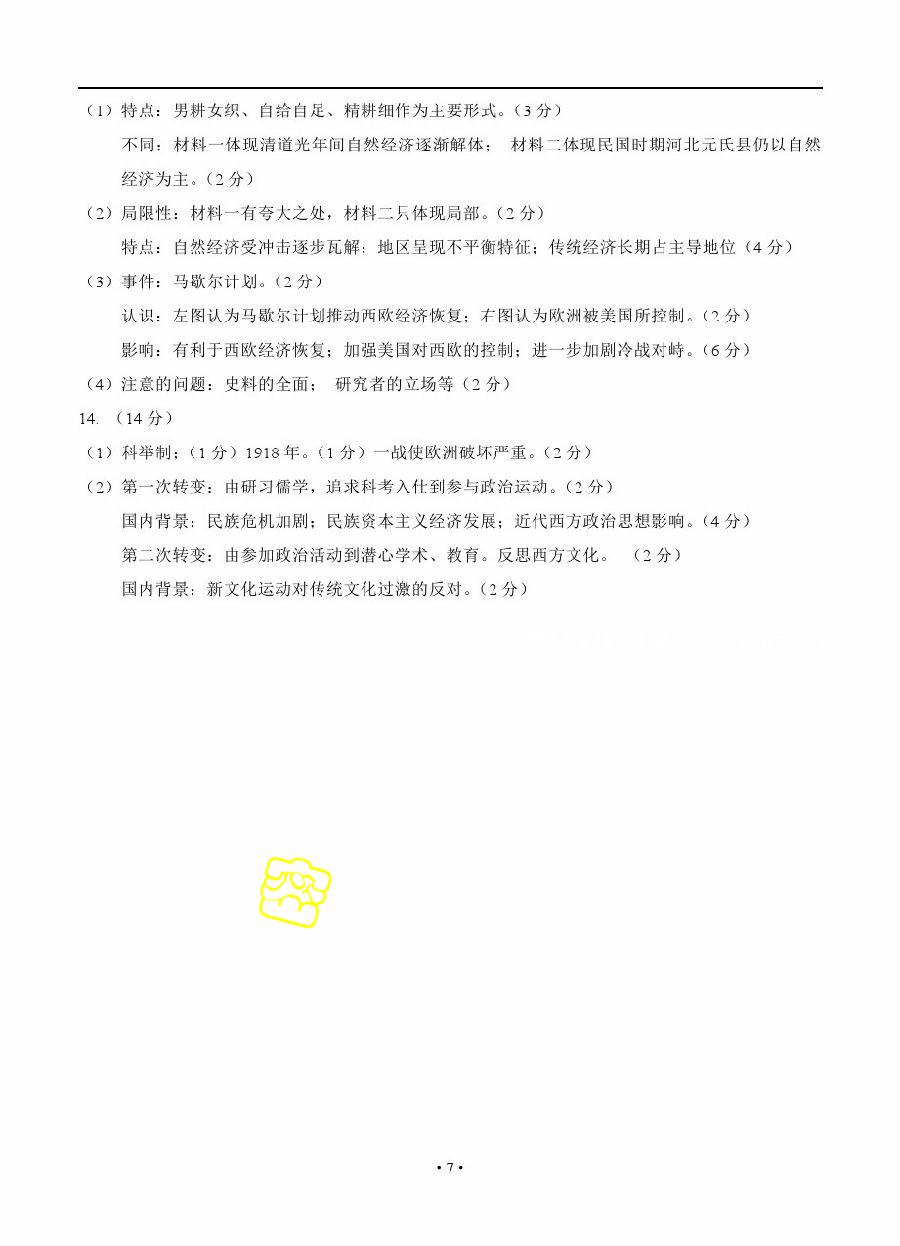 （1）特点：男耕女织、自给自足、精耕细作为主要形式。（3 分）
不同：材料一体现清道光年间自然经济逐渐解体； 材料二体现民国时期河北元氏县仍以自然
经济为主。（2 分）
（2）局限性：材料一有夸大之处，材料二只体现局部。（2 分）
特点：自然经济受冲击逐步瓦解；地区呈现不平衡特征；传统经济长期占主导地位（4 分）
（3）事件：马歇尔计划。（2 分）
认识：左图认为马歇尔计划推动西欧经济恢复；右图认为欧洲被美国所控制。（2 分）
影响：有利于西欧经济恢复；加强美国对西欧的控制；进一步加剧冷战对峙。（6 分）
（4）注意的问题：史料的全面； 研究者的立场等（2 分）
14. （14 分）
（1）科举制；（1 分）1918 年。（1 分）一战使欧洲破坏严重。（2 分）
（2）第一次转变：由研习儒学，追求科考入仕到参与政治运动。（2 分）
国内背景：民族危机加剧；民族资本主义经济发展；近代西方政治思想影响。（4 分）
第二次转变：由参加政治活动到潜心学术、教育。反思西方文化。 （2 分）
国内背景：新文化运动对传统文化过激的反对。（2 分）
• 7 •